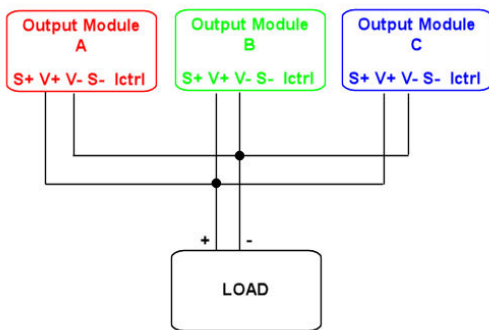 Output Module
A
S+ V+ V- S- Ictrl
Output Module
B
S+ V+ V- S- Ictrl
Output Module
C
S+ V+ V- S- Ictrl
+ -
LOAD